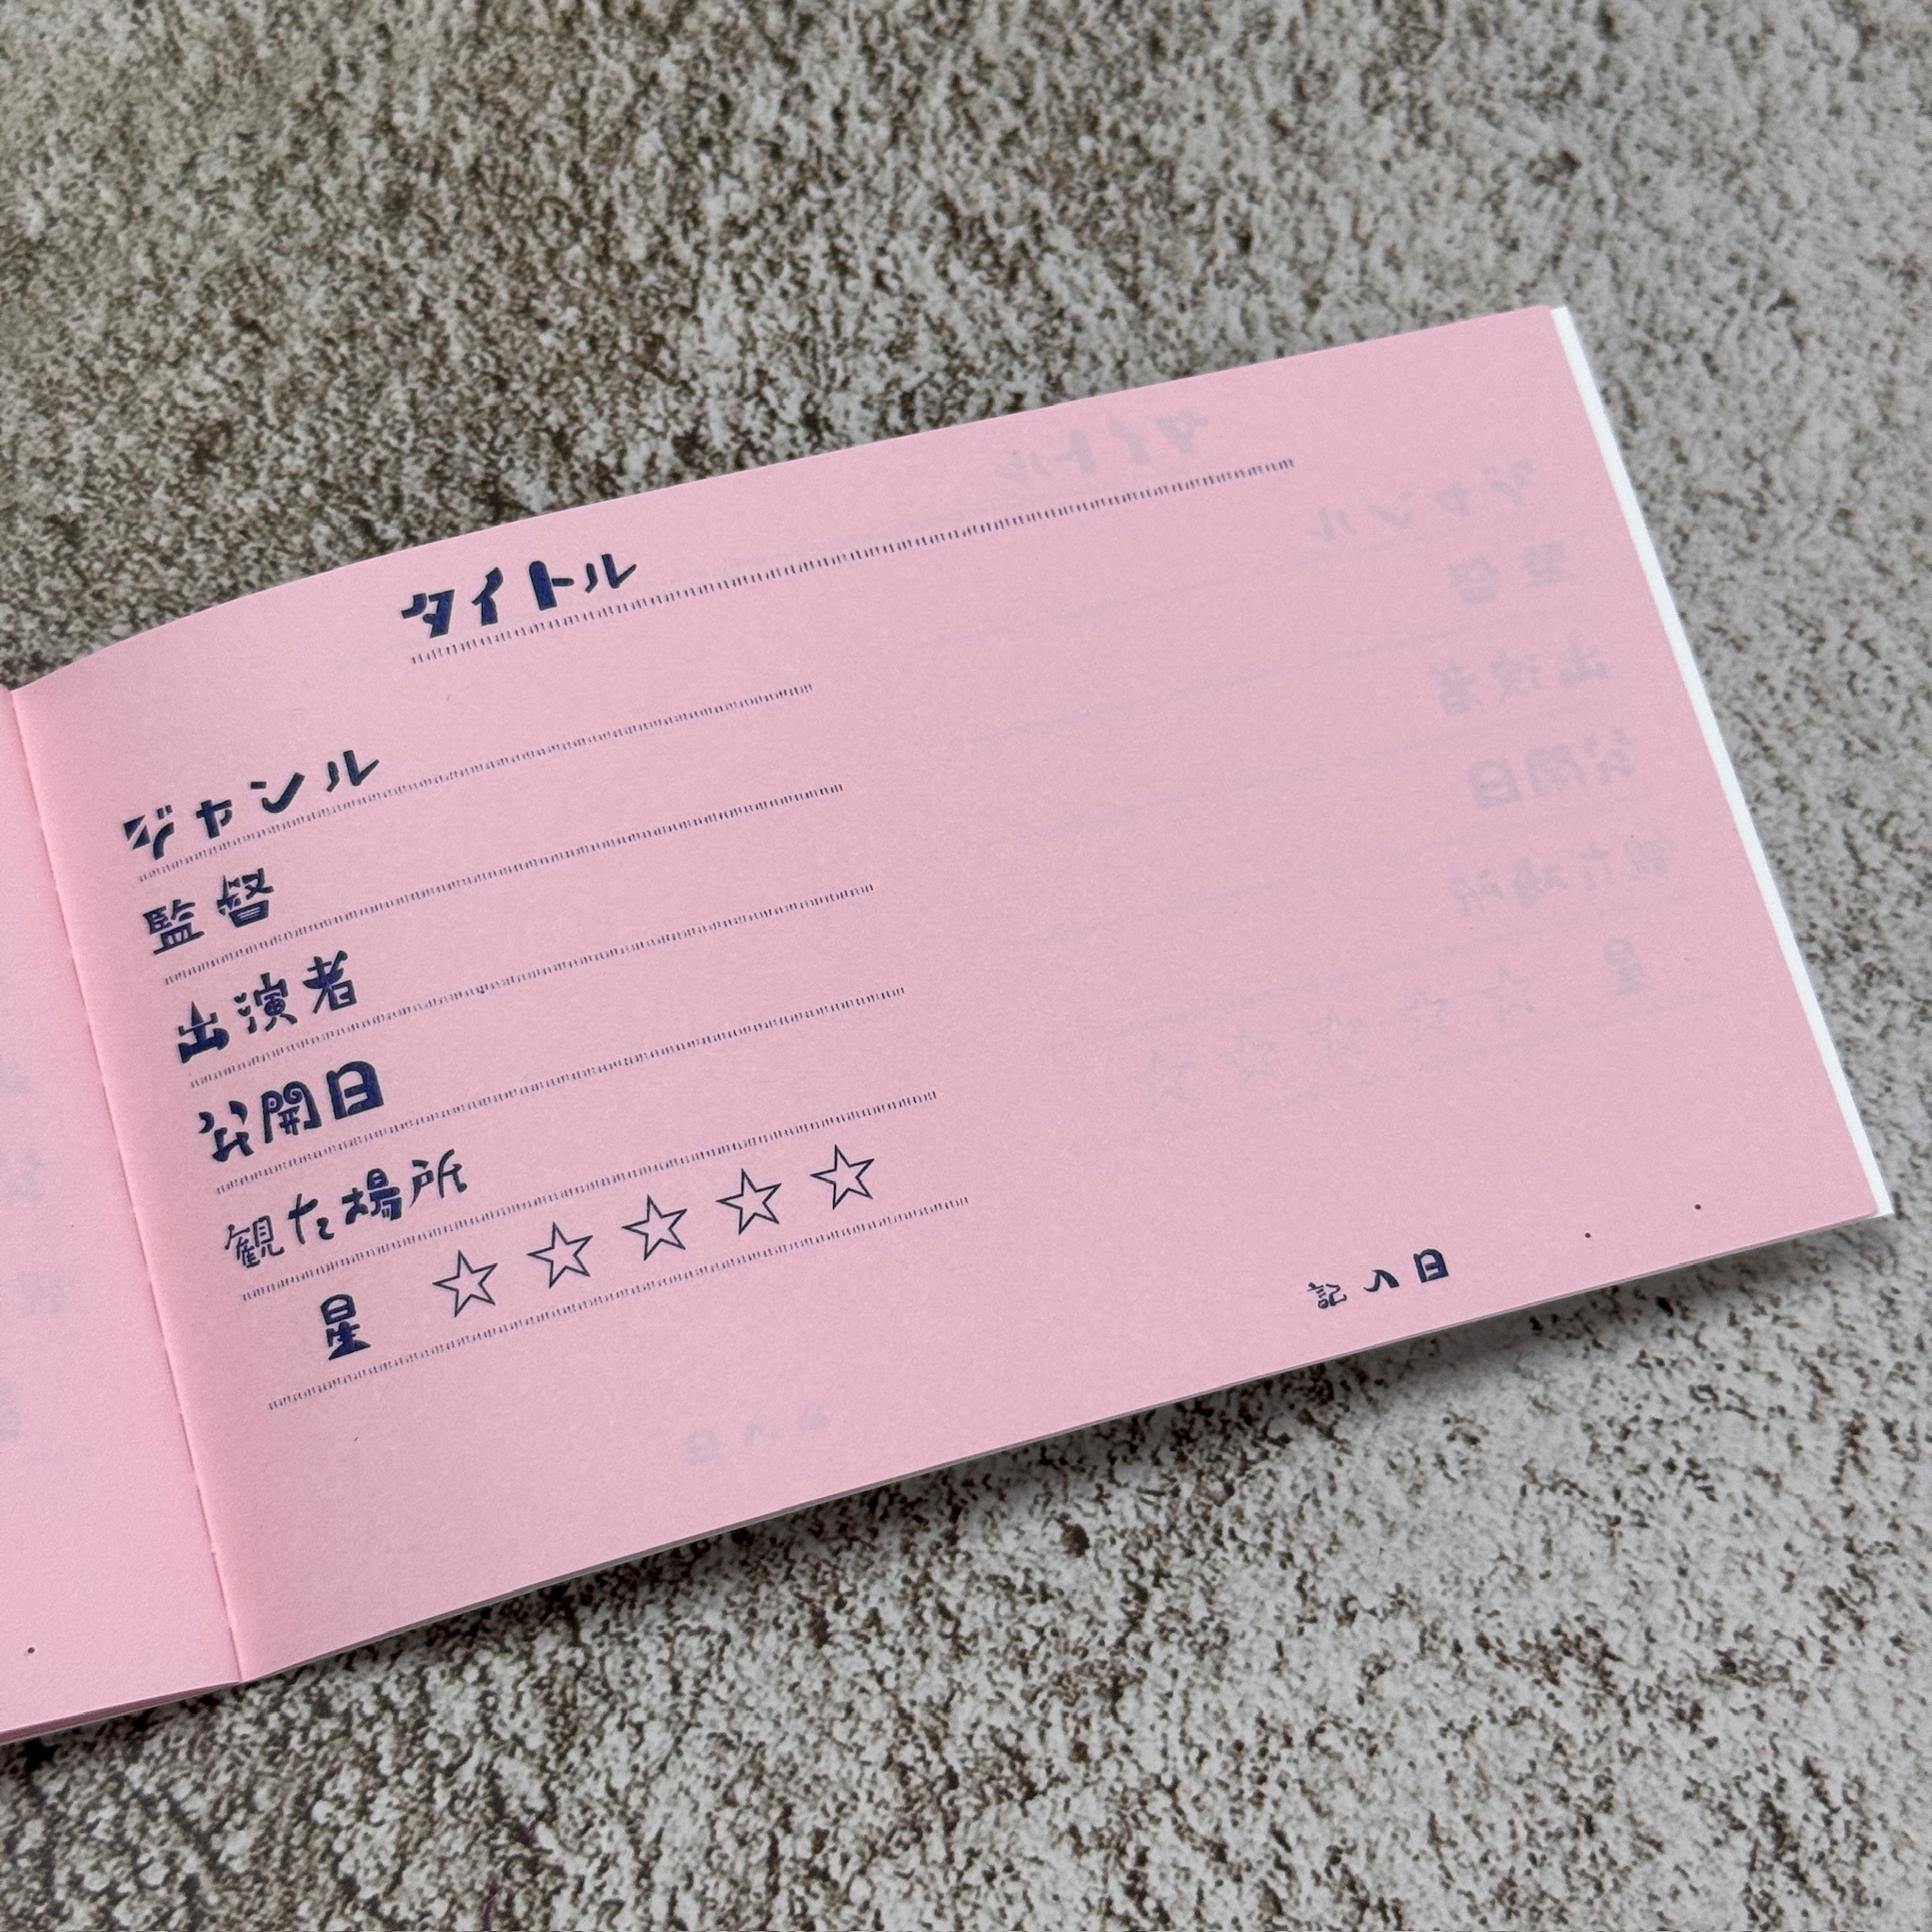 タイトル
ジャンル
監督
出演者
公開日
観た場所
星 ☆ ☆ ☆ ☆ ☆
記入日 . .